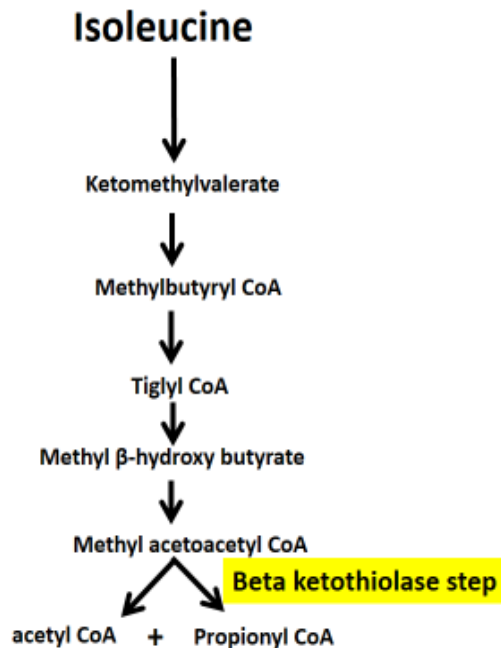 Isoleucine
Ketomethylvalerate
Methylbutyryl CoA
Tiglyl CoA
Methyl β-hydroxy butyrate
Methyl acetoacetyl CoA
Beta ketothiolase step
acetyl CoA + Propionyl CoA